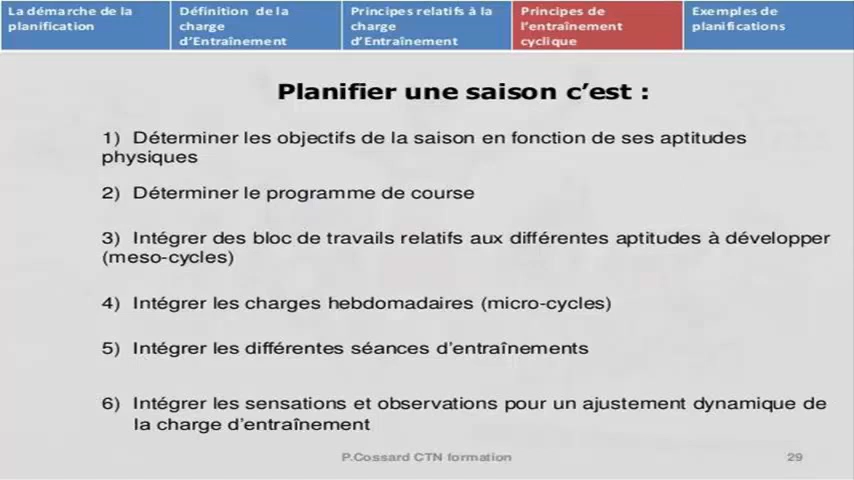 La démarche de la
planification
Définition de la
charge
d'Entraînement
Principes relatifs à la
charge
d'Entraînement
Principes de
l'entraînement
cyclique
Exemples de
planifications
Planifier une saison c'est :
1) Déterminer les objectifs de la saison en fonction de ses aptitudes
physiques
2) Déterminer le programme de course
3) Intégrer des bloc de travails relatifs aux différentes aptitudes à développer
(meso-cycles)
4) Intégrer les charges hebdomadaires (micro-cycles)
5) Intégrer les différentes séances d'entraînements
6) Intégrer les sensations et observations pour un ajustement dynamique de
la charge d'entraînement
P.Cossard CTN formation
29